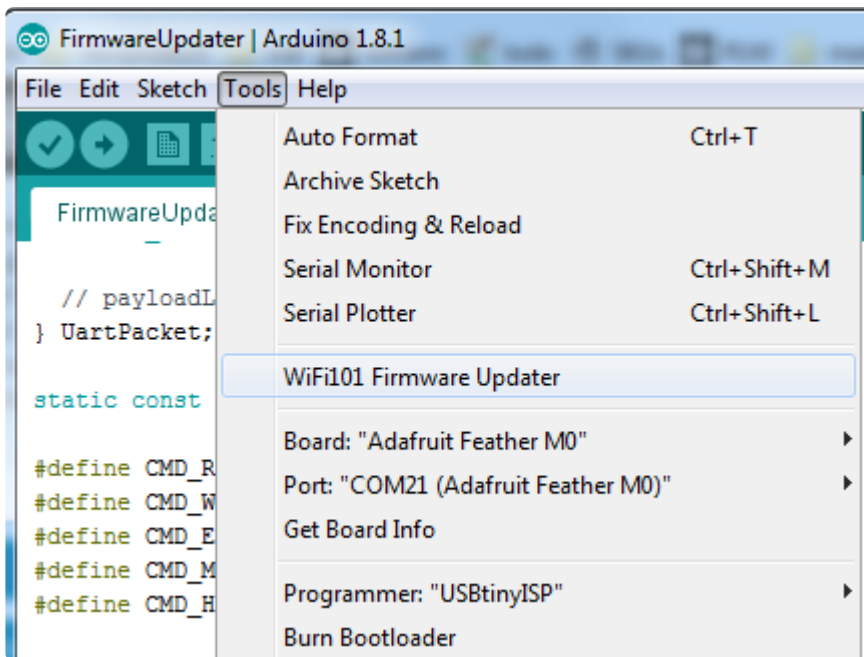 FirmwareUpdater | Arduino 1.8.1
File Edit Sketch Tools Help
Auto Format Ctrl+T
Archive Sketch
FirmwareUpda
Fix Encoding & Reload
Serial Monitor Ctrl+Shift+M
// payloadL
Serial Plotter Ctrl+Shift+L
} UartPacket;
WiFi101 Firmware Updater
static const
Board: "Adafruit Feather M0"
#define CMD_R
Port: "COM21 (Adafruit Feather M0)"
#define CMD_W
Get Board Info
#define CMD_E
#define CMD_M
Programmer: "USBtinyISP"
#define CMD_H
Burn Bootloader